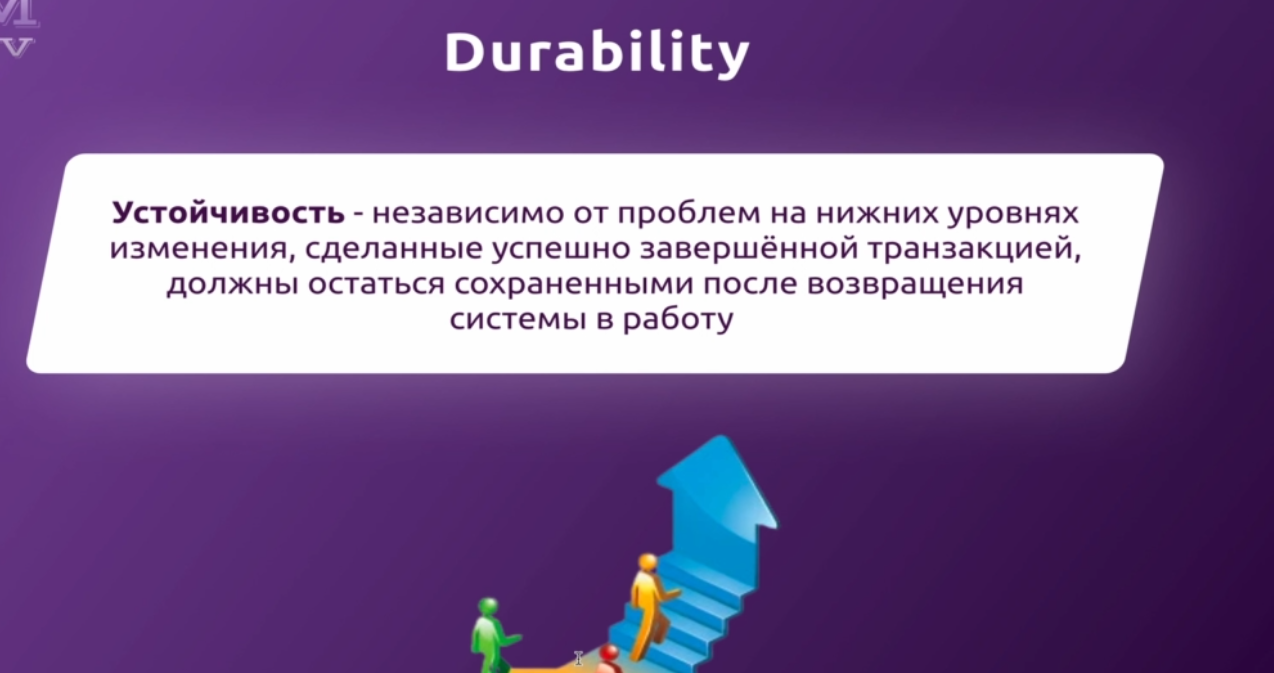 Durability
Устойчивость - независимо от проблем на нижних уровнях
изменения, сделанные успешно завершённой транзакцией,
должны остаться сохраненными после возвращения
системы в работу